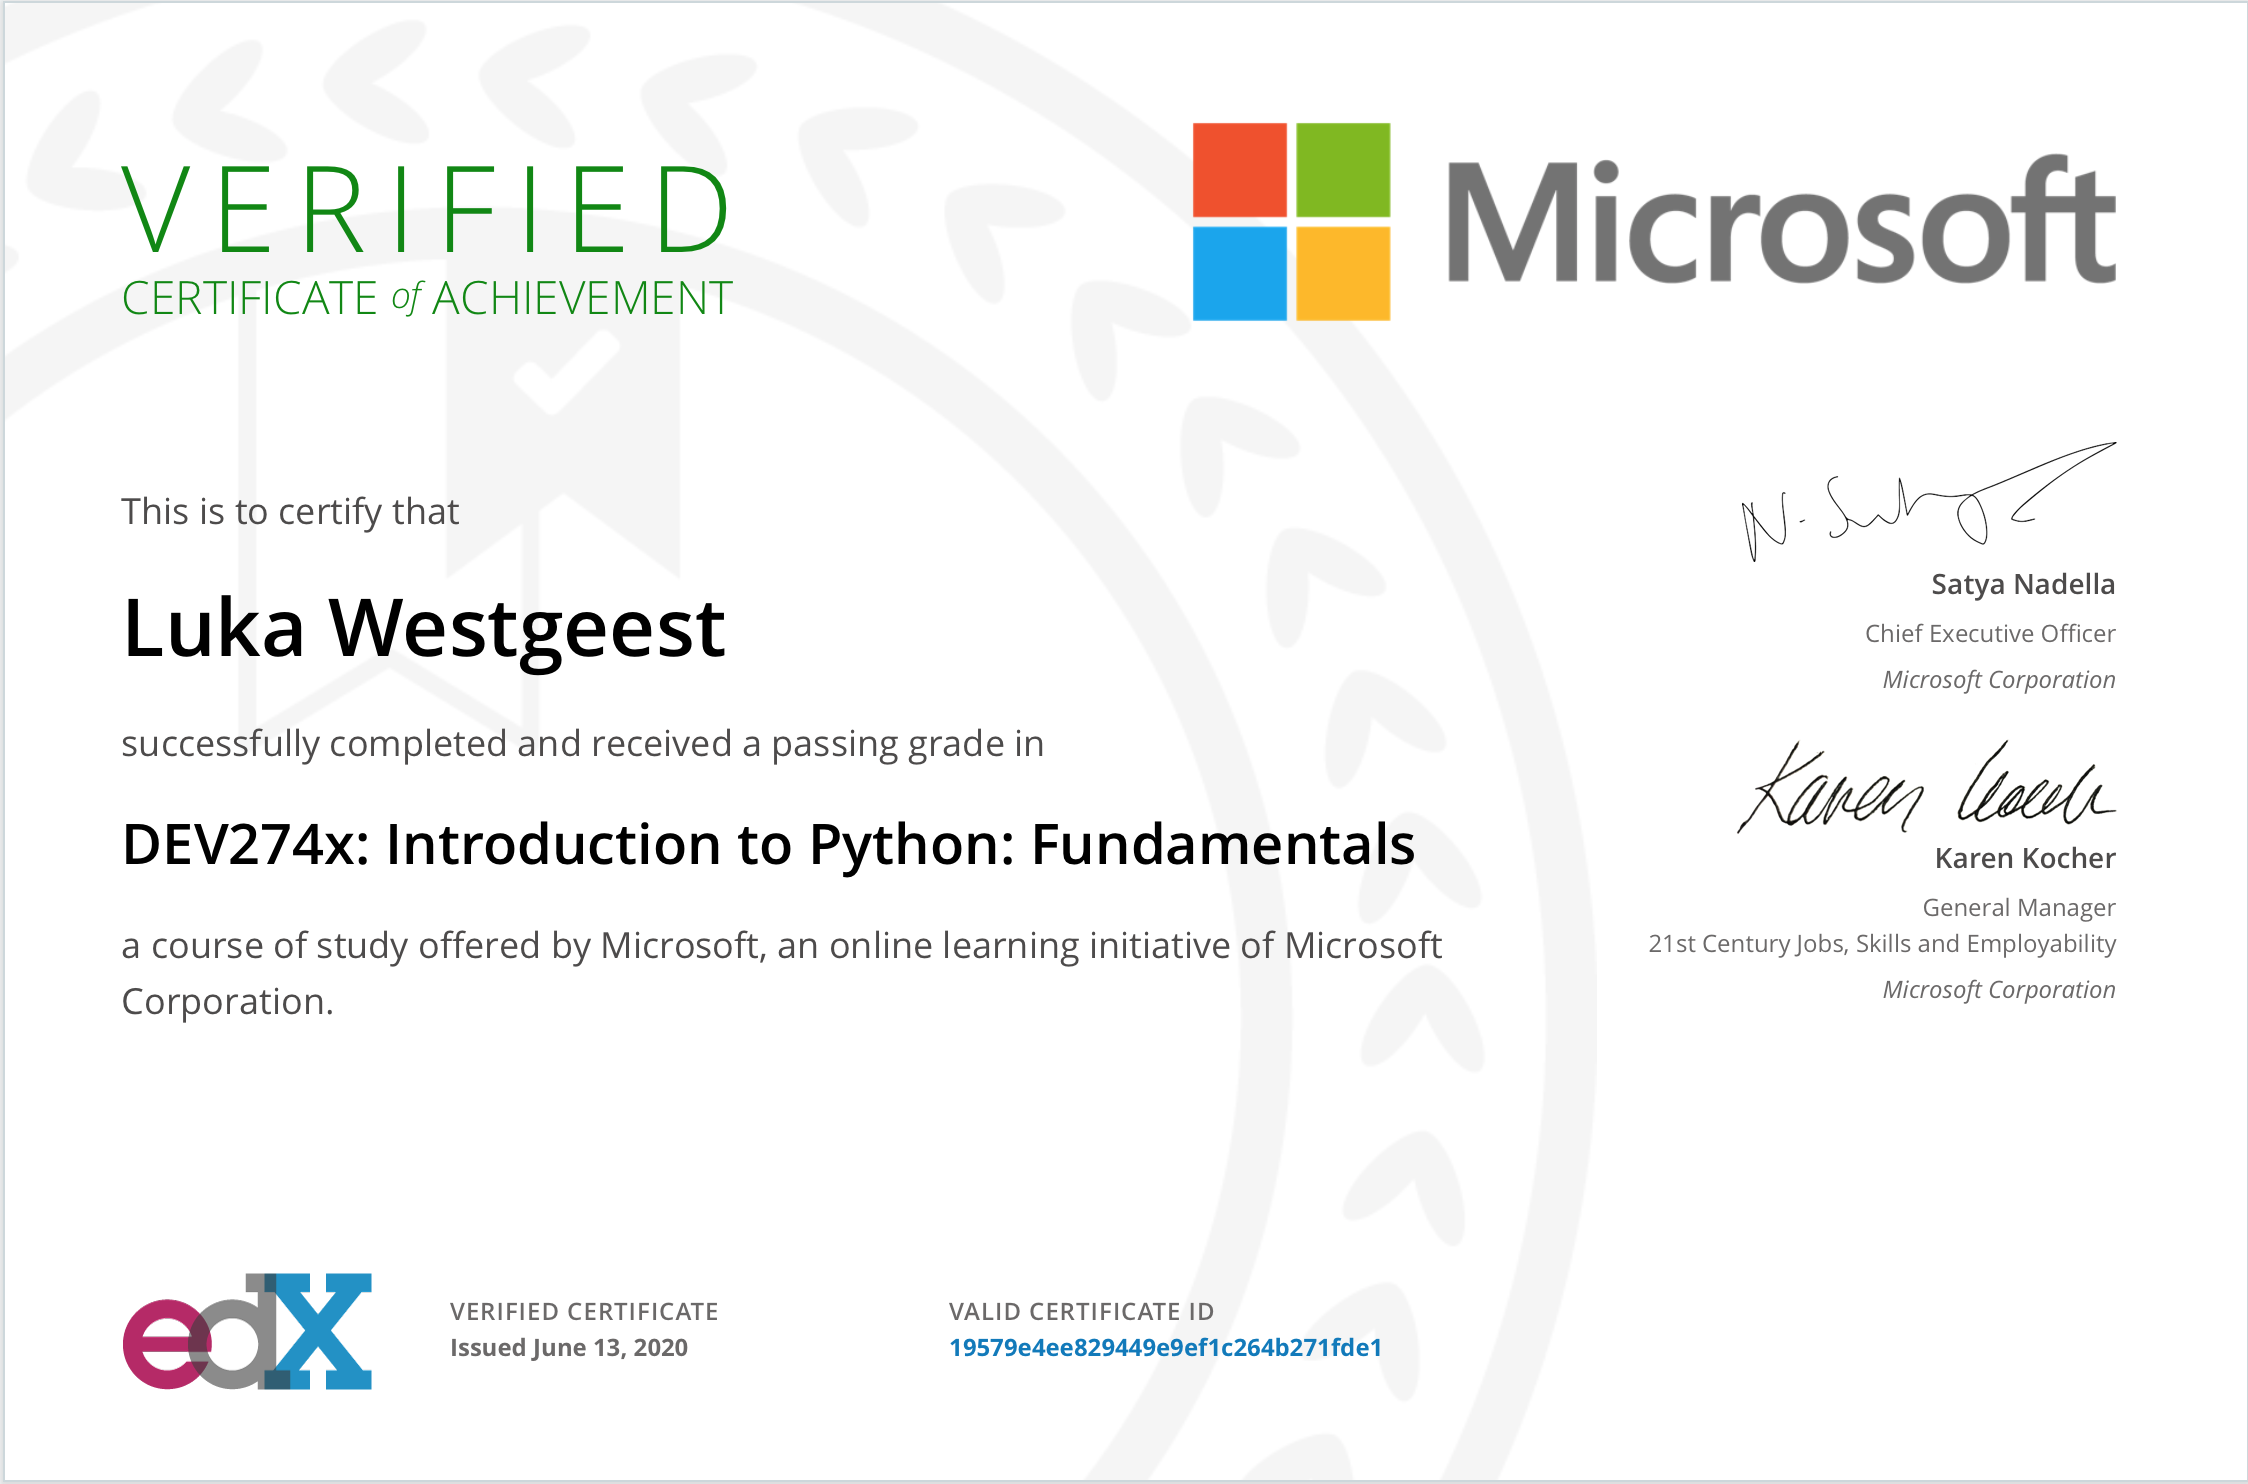 VERIFIED
CERTIFICATE of ACHIEVEMENT
Microsoft
This is to certify that
Luka Westgeest
successfully completed and received a passing grade in
DEV274x: Introduction to Python: Fundamentals
a course of study offered by Microsoft, an online learning initiative of Microsoft
Corporation.
N. Satya
Satya Nadella
Chief Executive Officer
Microsoft Corporation
Karen Kocher
Karen Kocher
General Manager
21st Century Jobs, Skills and Employability
Microsoft Corporation
edX
VERIFIED CERTIFICATE
Issued June 13, 2020
VALID CERTIFICATE ID
19579e4ee829449e9ef1c264b271fde1